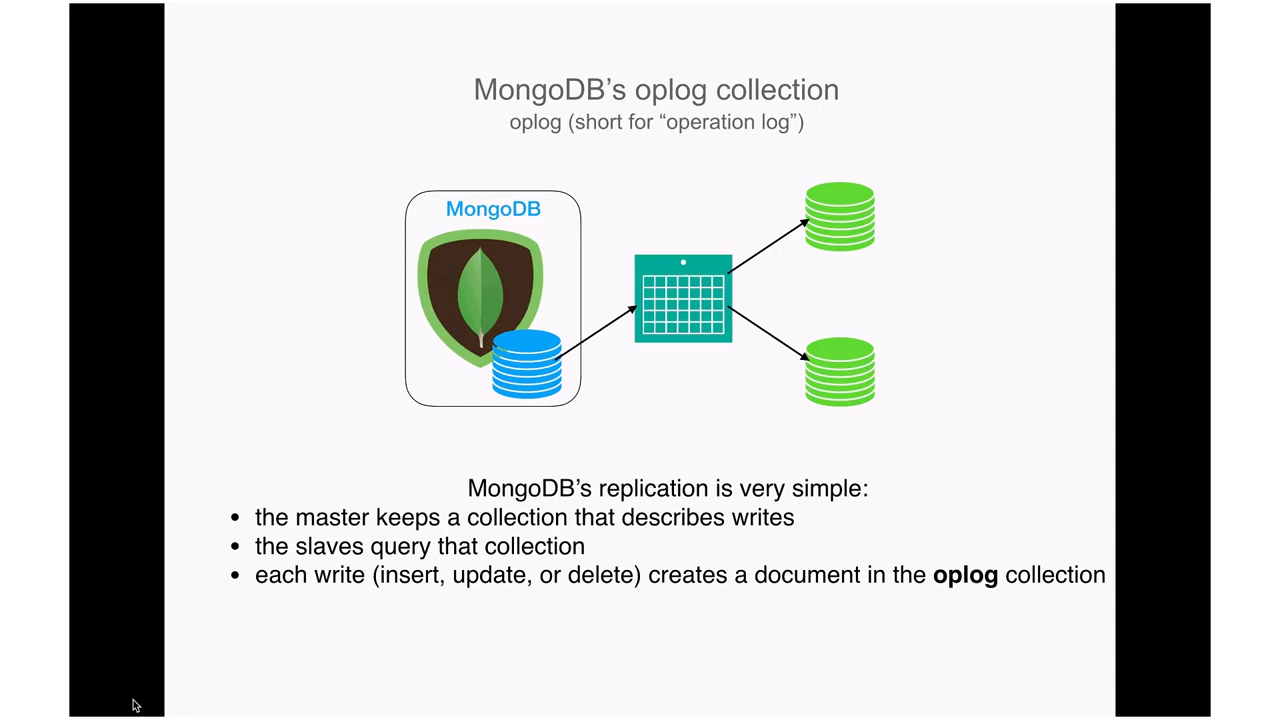 MongoDB’s oplog collection
oplog (short for “operation log”)
MongoDB
MongoDB’s replication is very simple:
• the master keeps a collection that describes writes
• the slaves query that collection
• each write (insert, update, or delete) creates a document in the oplog collection